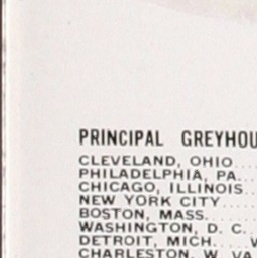 PRINCIPAL GREYHOU
CLEVELAND, OHIO...
PHILADELPHIA, PA...
CHICAGO, ILLINOIS..
NEW YORK CITY.....
BOSTON, MASS.....
WASHINGTON, D. C..
DETROIT, MICH....W
CHARLESTON, W. VA